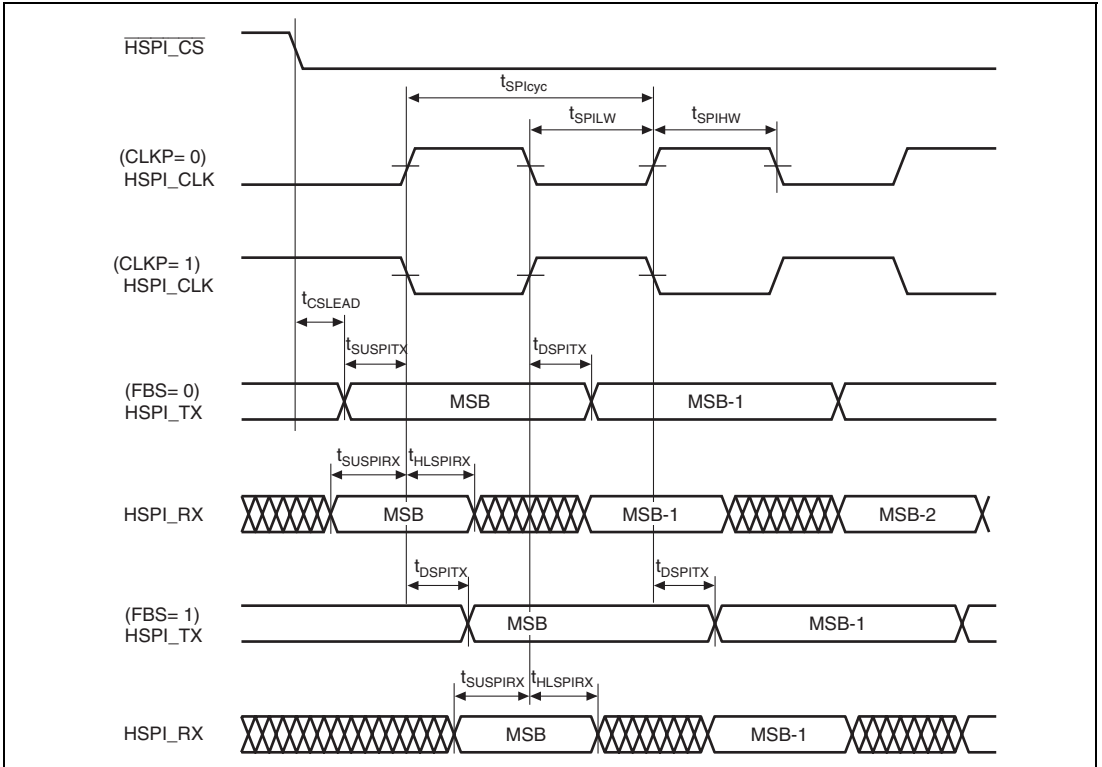 HSPI_CS
tSPIcyc
tSPILW tSPIHW
(CLKP= 0)
HSPI_CLK
(CLKP= 1)
HSPI_CLK
tCSLEAD
tSUSPITX tDSPITX
(FBS= 0)
HSPI_TX
MSB MSB-1
tSUSPIRX tHLSPIRX
HSPI_RX MSB MSB-1 MSB-2
tDSPITX tDSPITX
(FBS= 1)
HSPI_TX
MSB MSB-1
tSUSPIRX tHLSPIRX
HSPI_RX MSB MSB-1